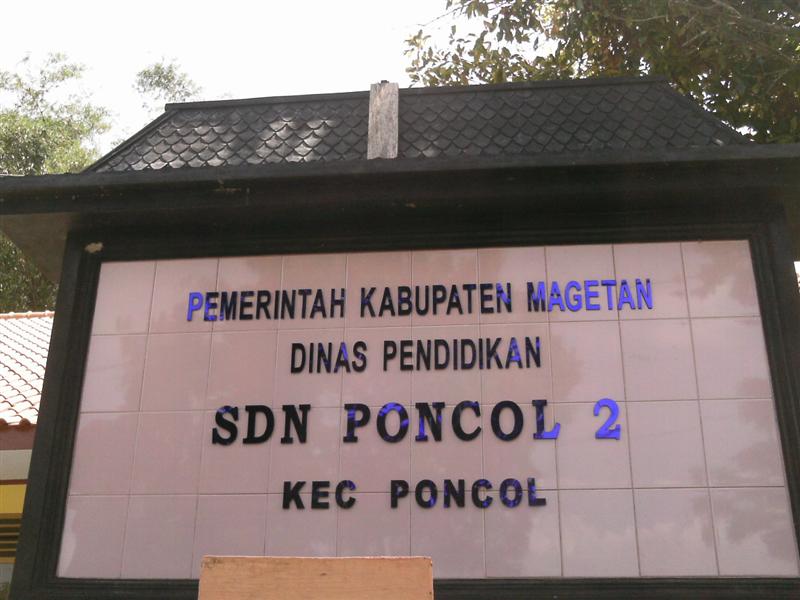 PEMERINTAH KABUPATEN MAGETAN
DINAS PENDIDIKAN
SDN PONCOL 2
KEC PONCOL